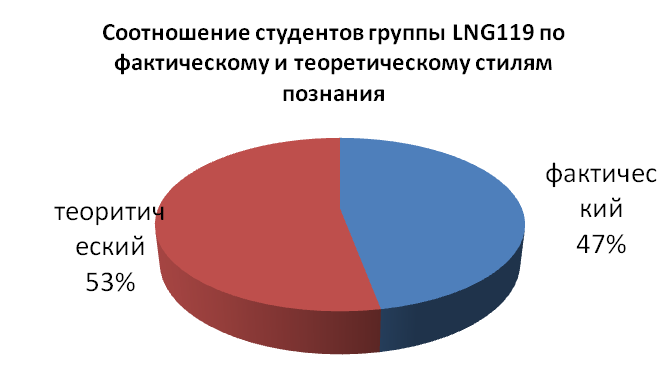 Соотношение студентов группы LNG119 по
фактическому и теоретическому стилям
познания
фактичес
кий
47%
теоритич
еский
53%